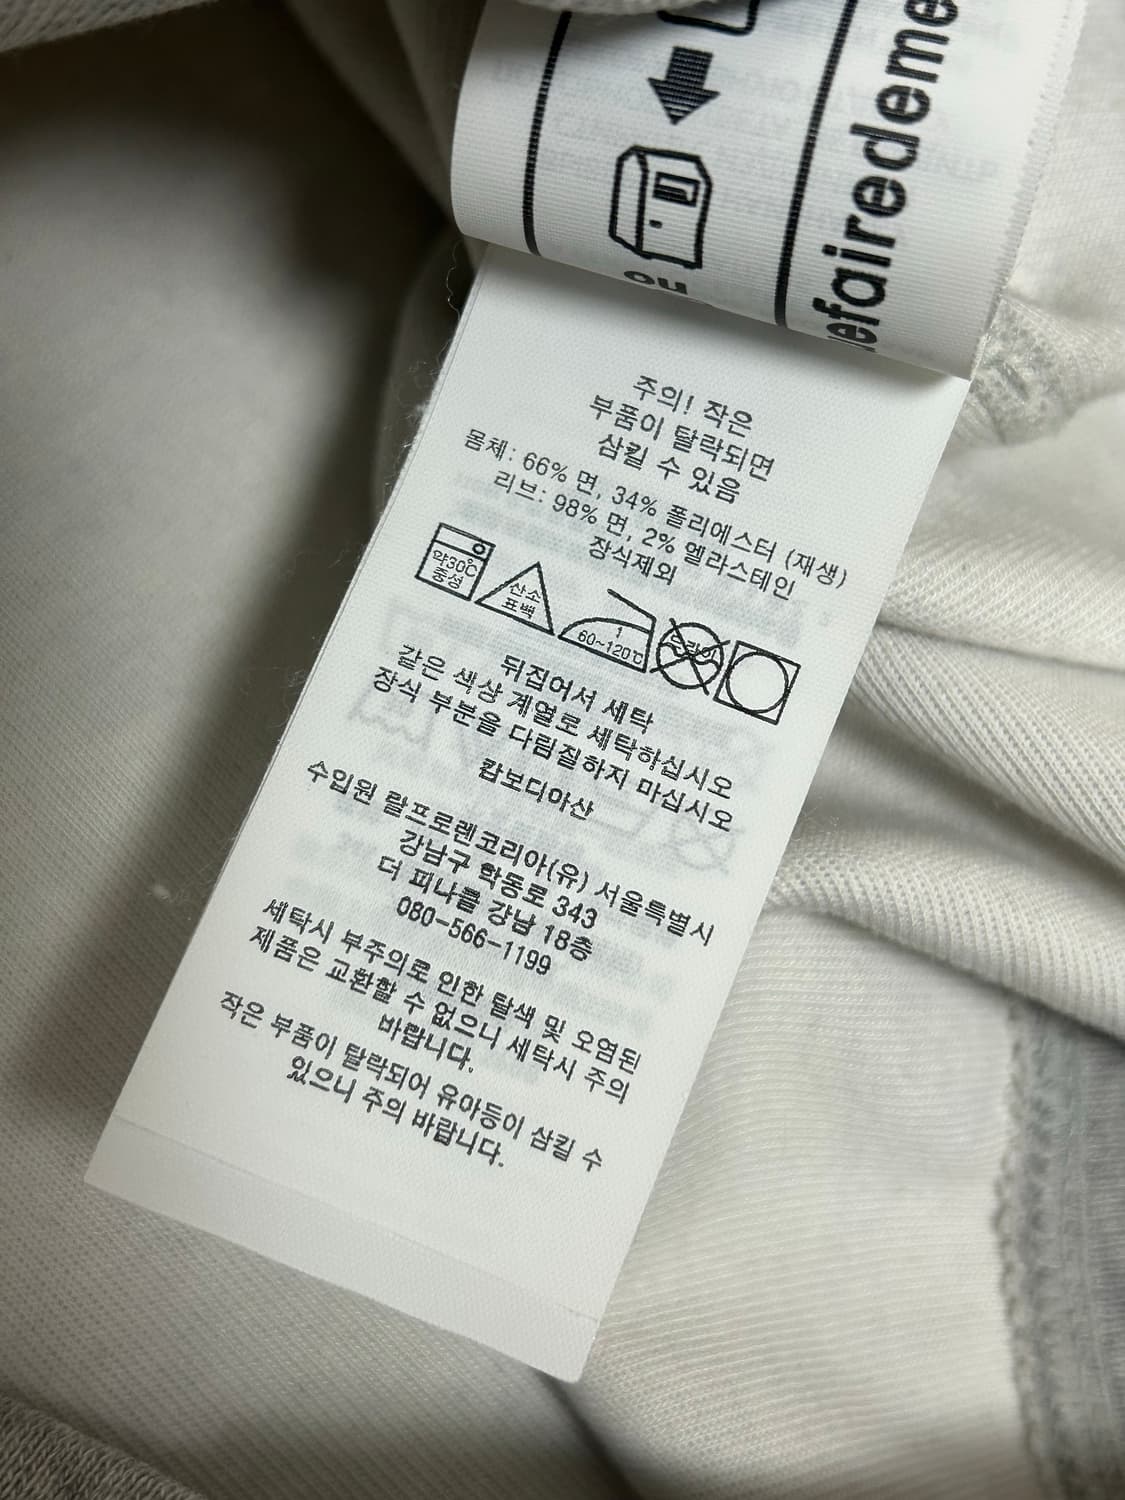 ou
efairedeme
주의! 작은
부품이 탈락되면
삼킬 수 있음
몸체: 66% 면, 34% 폴리에스터 (재생)
리브: 98% 면, 2% 엘라스테인
장식제외
약30℃
중성
산소
표백
1
60~120℃
드라이
뒤집어서 세탁
같은 색상 계열로 세탁하십시오
장식 부분을 다림질하지 마십시오
캄보디아산
수입원 랄프로렌코리아(유) 서울특별시
강남구 학동로 343
더 피나클 강남 18층
080-566-1199
세탁시 부주의로 인한 탈색 및 오염된
제품은 교환할 수 없으니 세탁시 주의
바랍니다.
작은 부품이 탈락되어 유아등이 삼킬 수
있으니 주의 바랍니다.